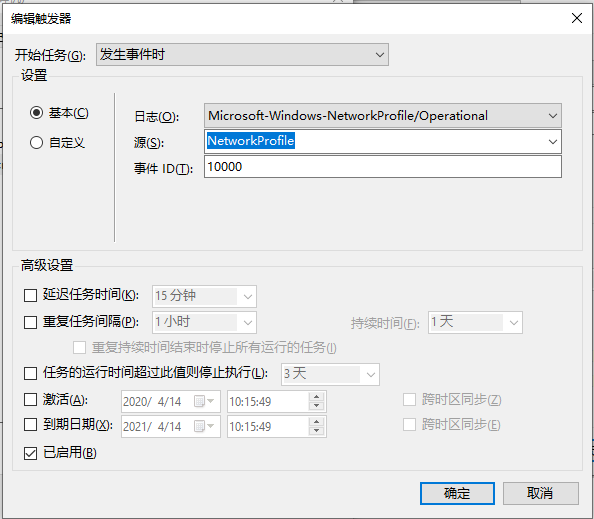 编辑触发器
开始任务(G): 发生事件时
设置
基本(C)
自定义
日志(O): Microsoft-Windows-NetworkProfile/Operational
源(S): NetworkProfile
事件 ID(T): 10000
高级设置
延迟任务时间(K): 15 分钟
重复任务间隔(P): 1 小时 持续时间(F): 1 天
重复持续时间结束时停止所有运行的任务(I)
任务的运行时间超过此值则停止执行(L): 3 天
激活(A): 2020/ 4/14 10:15:49 跨时区同步(Z)
到期日期(X): 2021/ 4/14 10:15:49 跨时区同步(E)
已启用(B)
确定 取消